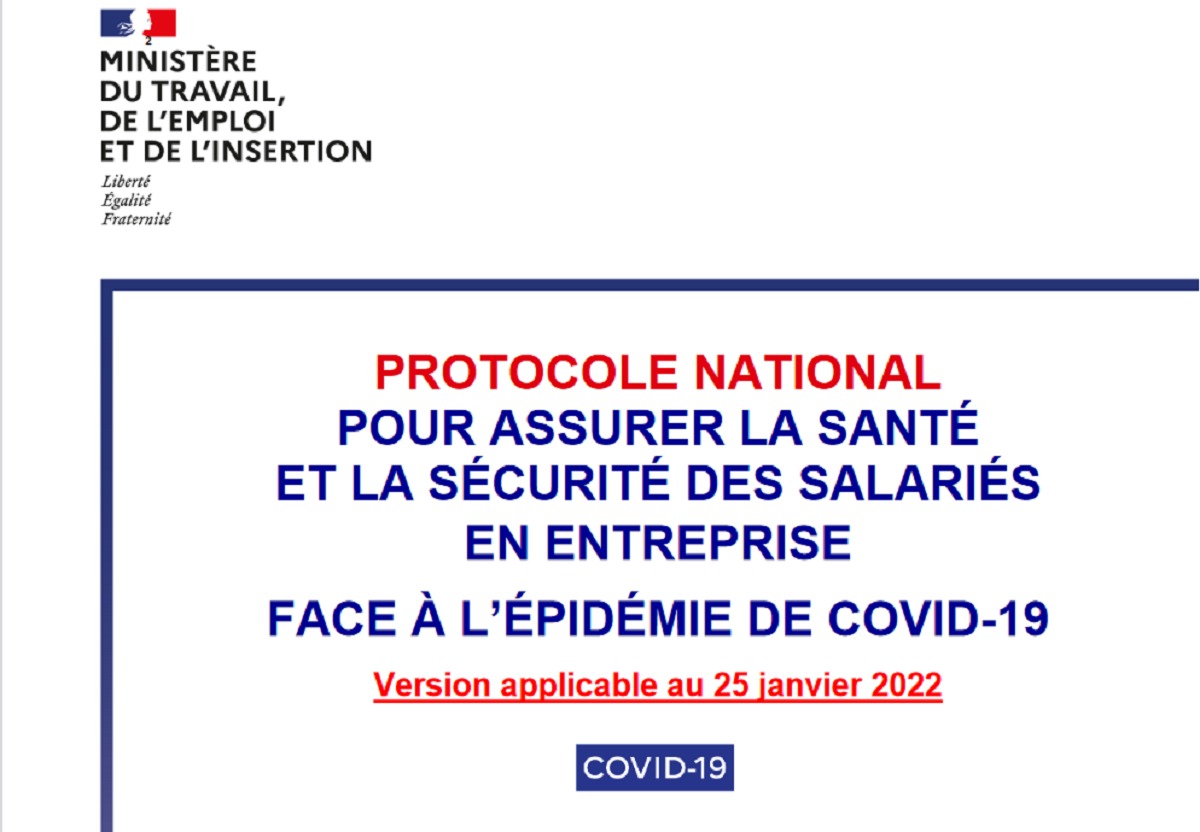 2
MINISTÈRE
DU TRAVAIL,
DE L'EMPLOI
ET DE L'INSERTION
Liberté
Égalité
Fraternité
PROTOCOLE NATIONAL
POUR ASSURER LA SANTÉ
ET LA SÉCURITÉ DES SALARIÉS
EN ENTREPRISE
FACE À L’ÉPIDÉMIE DE COVID-19
Version applicable au 25 janvier 2022
COVID-19